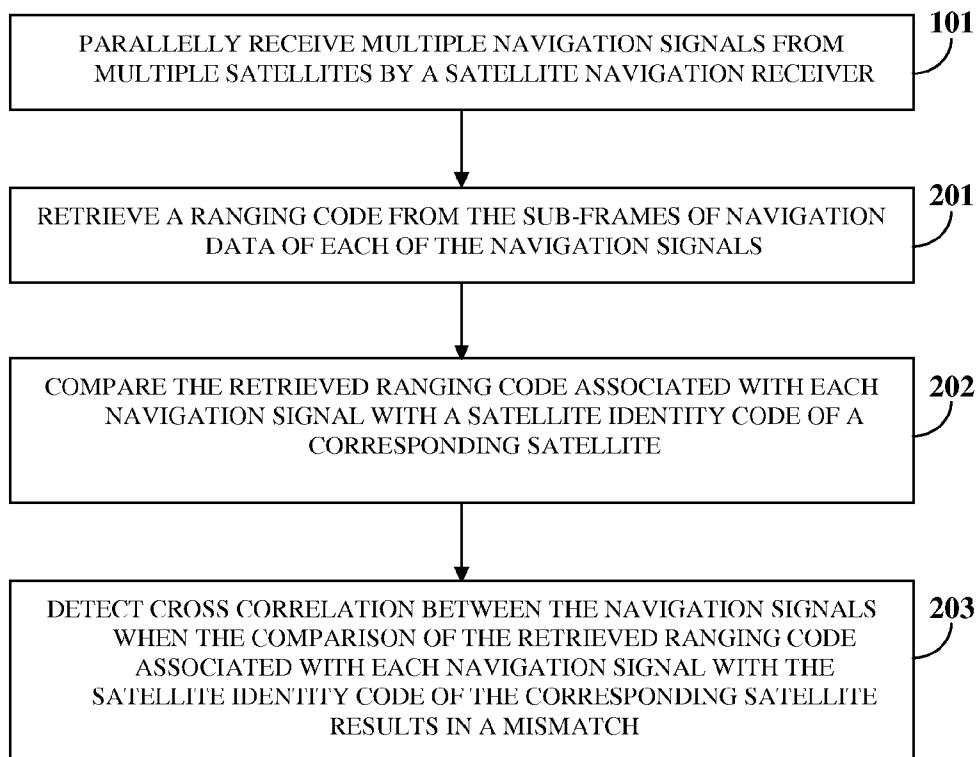 PARALLELLY RECEIVE MULTIPLE NAVIGATION SIGNALS FROM
MULTIPLE SATELLITES BY A SATELLITE NAVIGATION RECEIVER
101
RETRIEVE A RANGING CODE FROM THE SUB-FRAMES OF NAVIGATION
DATA OF EACH OF THE NAVIGATION SIGNALS
201
COMPARE THE RETRIEVED RANGING CODE ASSOCIATED WITH EACH
NAVIGATION SIGNAL WITH A SATELLITE IDENTITY CODE OF A
CORRESPONDING SATELLITE
202
DETECT CROSS CORRELATION BETWEEN THE NAVIGATION SIGNALS
WHEN THE COMPARISON OF THE RETRIEVED RANGING CODE
ASSOCIATED WITH EACH NAVIGATION SIGNAL WITH THE
SATELLITE IDENTITY CODE OF THE CORRESPONDING SATELLITE
RESULTS IN A MISMATCH
203